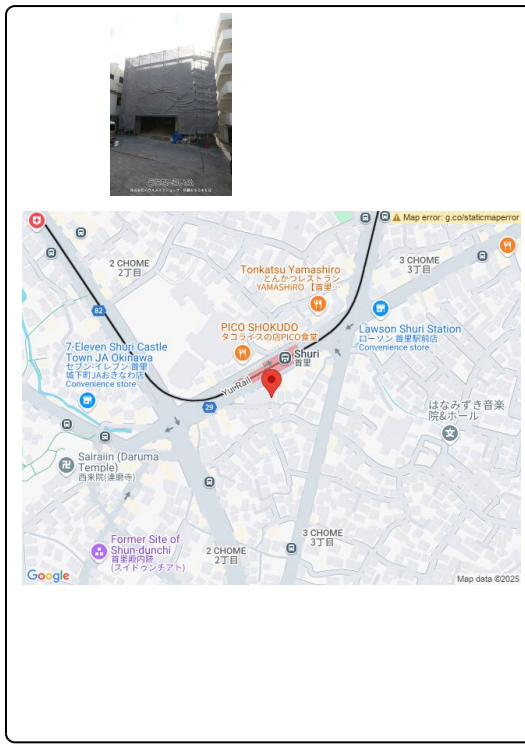 Map error: g.co/staticmaperror
2 CHOME
2丁目
3 CHOME
3丁目
Tonkatsu Yamashiro
とんかつレストラン
YAMASHIRO 【首里…
82
PICO SHOKUDO
タコライスの店PICO食堂
Lawson Shuri Station
ローソン 首里駅前店
Convenience store
7-Eleven Shuri Castle
Town JA Okinawa
セブン-イレブン 首里
城下町JAおきなわ店
Convenience store
Shuri
首里
Yui-Rail
29
はなみずき音楽
院&ホール
Sairaiin (Daruma
Temple)
西来院(達磨寺)
Former Site of
Shun-dunchi
首里殿内跡
(スイドゥンチアト)
2 CHOME
2丁目
3 CHOME
3丁目
Google
Map data ©2025